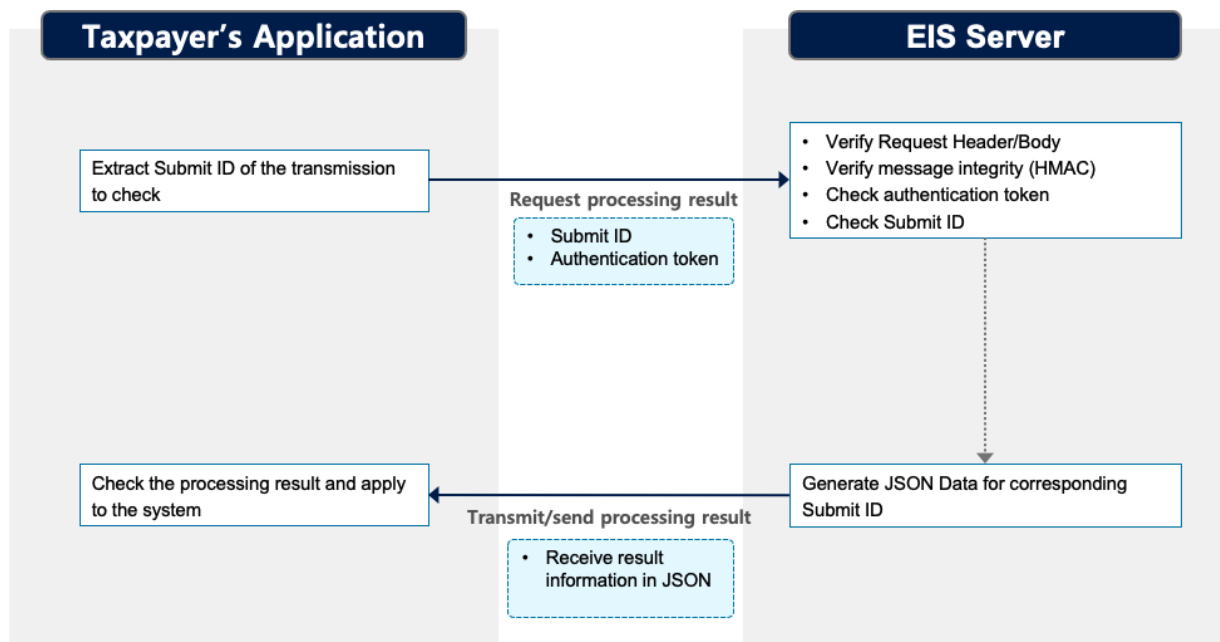 Taxpayer's Application
EIS Server
Extract Submit ID of the transmission
to check
Request processing result
• Submit ID
• Authentication token
• Verify Request Header/Body
• Verify message integrity (HMAC)
• Check authentication token
• Check Submit ID
Generate JSON Data for corresponding
Submit ID
Transmit/send processing result
• Receive result
information in JSON
Check the processing result and apply
to the system